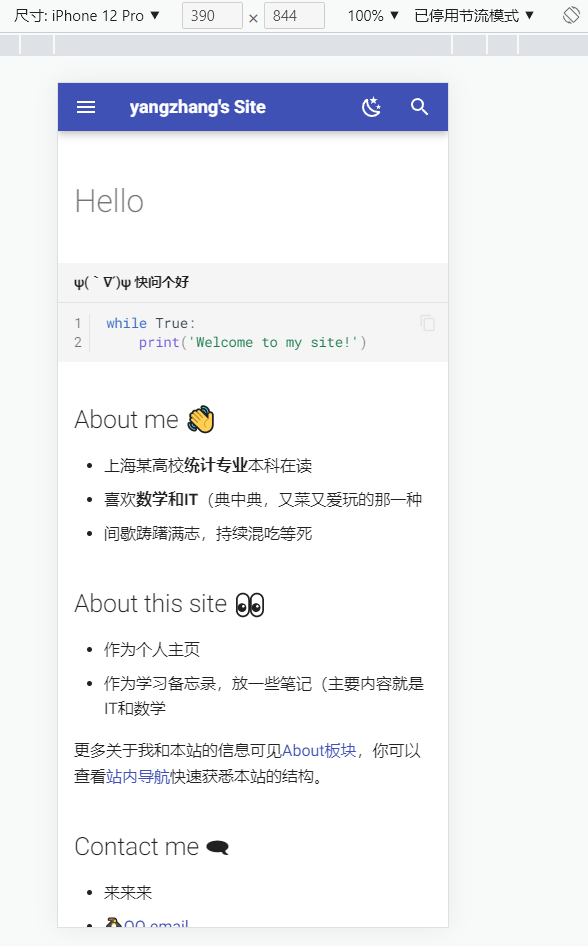 尺寸: iPhone 12 Pro ▼ 390 × 844 100% ▼ 已停用节流模式 ▼
yangzhang's Site
Hello
ψ(｀∇´)ψ 快问个好
1 while True:
2 print('Welcome to my site!')
About me 👋
• 上海某高校统计专业本科在读
• 喜欢数学和IT（典中典，又菜又爱玩的那一种
• 间歇踌躇满志，持续混吃等死
About this site 👀
• 作为个人主页
• 作为学习备忘录，放一些笔记（主要内容就是
IT和数学
更多关于我和本站的信息可见About板块，你可以
查看站内导航快速获悉本站的结构。
Contact me 🗨
• 来来来
• 🐧QQ email